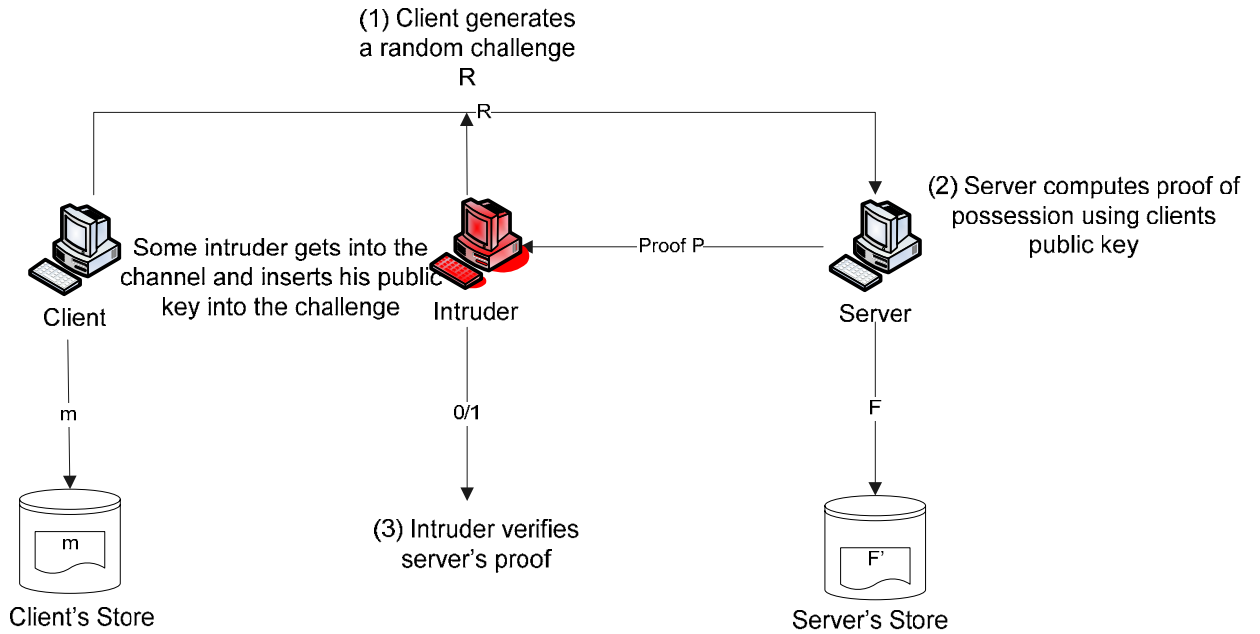 (1) Client generates
a random challenge
R
R
(2) Server computes proof of
possession using clients
public key
Some intruder gets into the
channel and inserts his public
key into the challenge
Proof P
Client
Intruder
Server
m
0/1
F
m
(3) Intruder verifies
server’s proof
F’
Client’s Store
Server’s Store